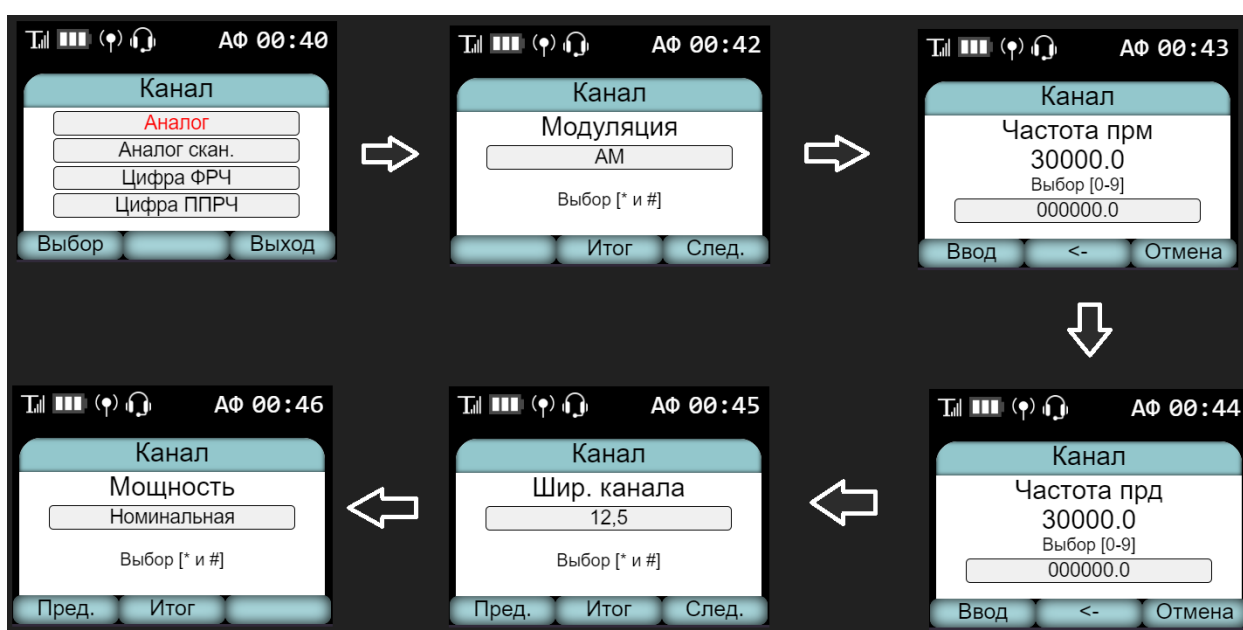 АФ 00:40
Канал
Аналог
Аналог скан.
Цифра ФРЧ
Цифра ППРЧ
Выбор Выход
АФ 00:42
Канал
Модуляция
АМ
Выбор [* и #]
Итог След.
АФ 00:43
Канал
Частота прм
30000.0
Выбор [0-9]
000000.0
Ввод <- Отмена
АФ 00:44
Канал
Частота прд
30000.0
Выбор [0-9]
000000.0
Ввод <- Отмена
АФ 00:45
Канал
Шир. канала
12,5
Выбор [* и #]
Пред. Итог След.
АФ 00:46
Канал
Мощность
Номинальная
Выбор [* и #]
Пред. Итог